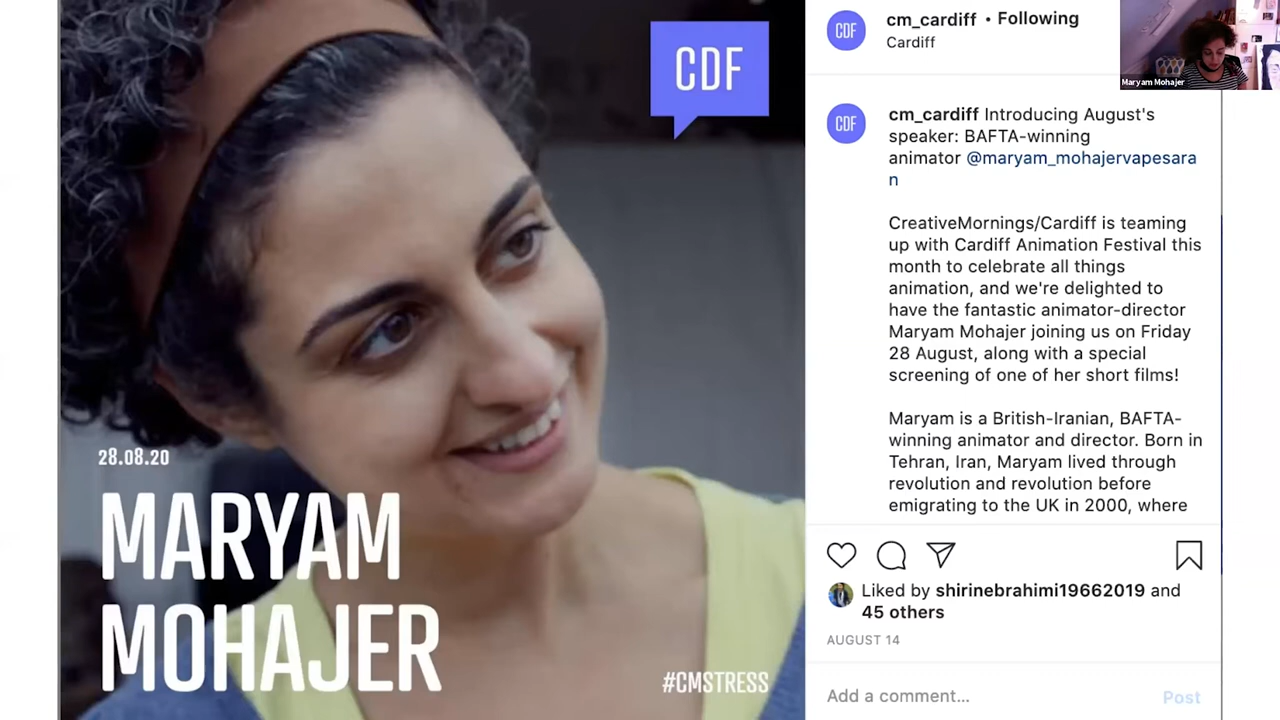 CDF
28.08.20
MARYAM
MOHAJER
#CMSTRESS
CDF
cm_cardiff • Following
Cardiff
Maryam Mohajer
CDF
cm_cardiff Introducing August's
speaker: BAFTA-winning
animator @maryam_mohajervapesara
n
CreativeMornings/Cardiff is teaming
up with Cardiff Animation Festival this
month to celebrate all things
animation, and we're delighted to
have the fantastic animator-director
Maryam Mohajer joining us on Friday
28 August, along with a special
screening of one of her short films!
Maryam is a British-Iranian, BAFTA-
winning animator and director. Born in
Tehran, Iran, Maryam lived through
revolution and revolution before
emigrating to the UK in 2000, where
Liked by shirinebrahimi19662019 and
45 others
AUGUST 14
Add a comment...
Post